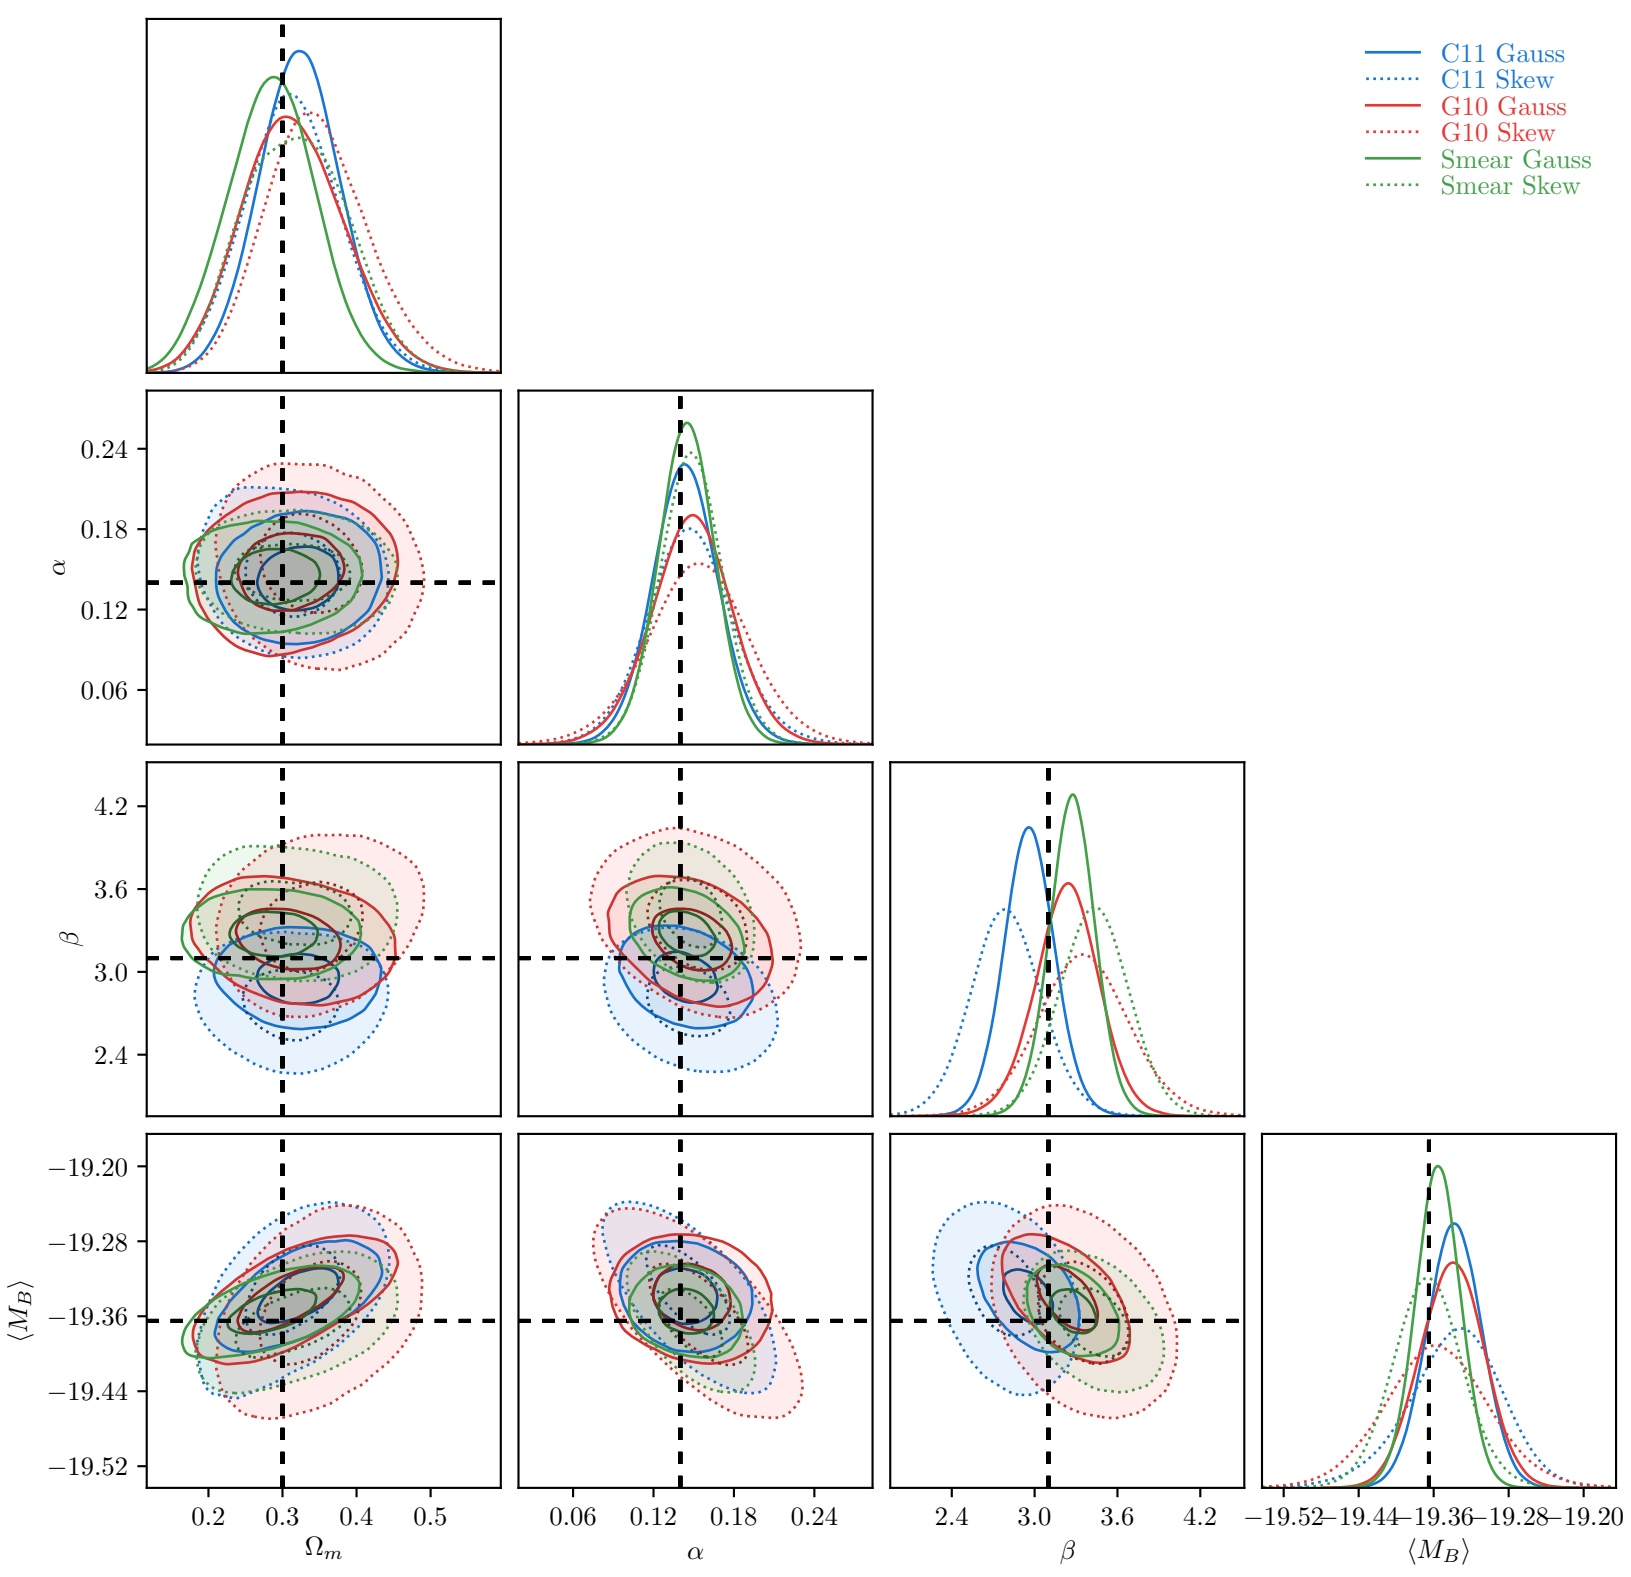 C11 Gauss
C11 Skew
G10 Gauss
G10 Skew
Smear Gauss
Smear Skew
0.24
0.18
α
0.12
0.06
4.2
3.6
β
3.0
2.4
−19.20
−19.28
⟨M_B⟩
−19.36
−19.44
−19.52
0.2 0.3 0.4 0.5
0.06 0.12 0.18 0.24
2.4 3.0 3.6 4.2
−19.52 −19.44 −19.36 −19.28 −19.20
Ω_m
α
β
⟨M_B⟩